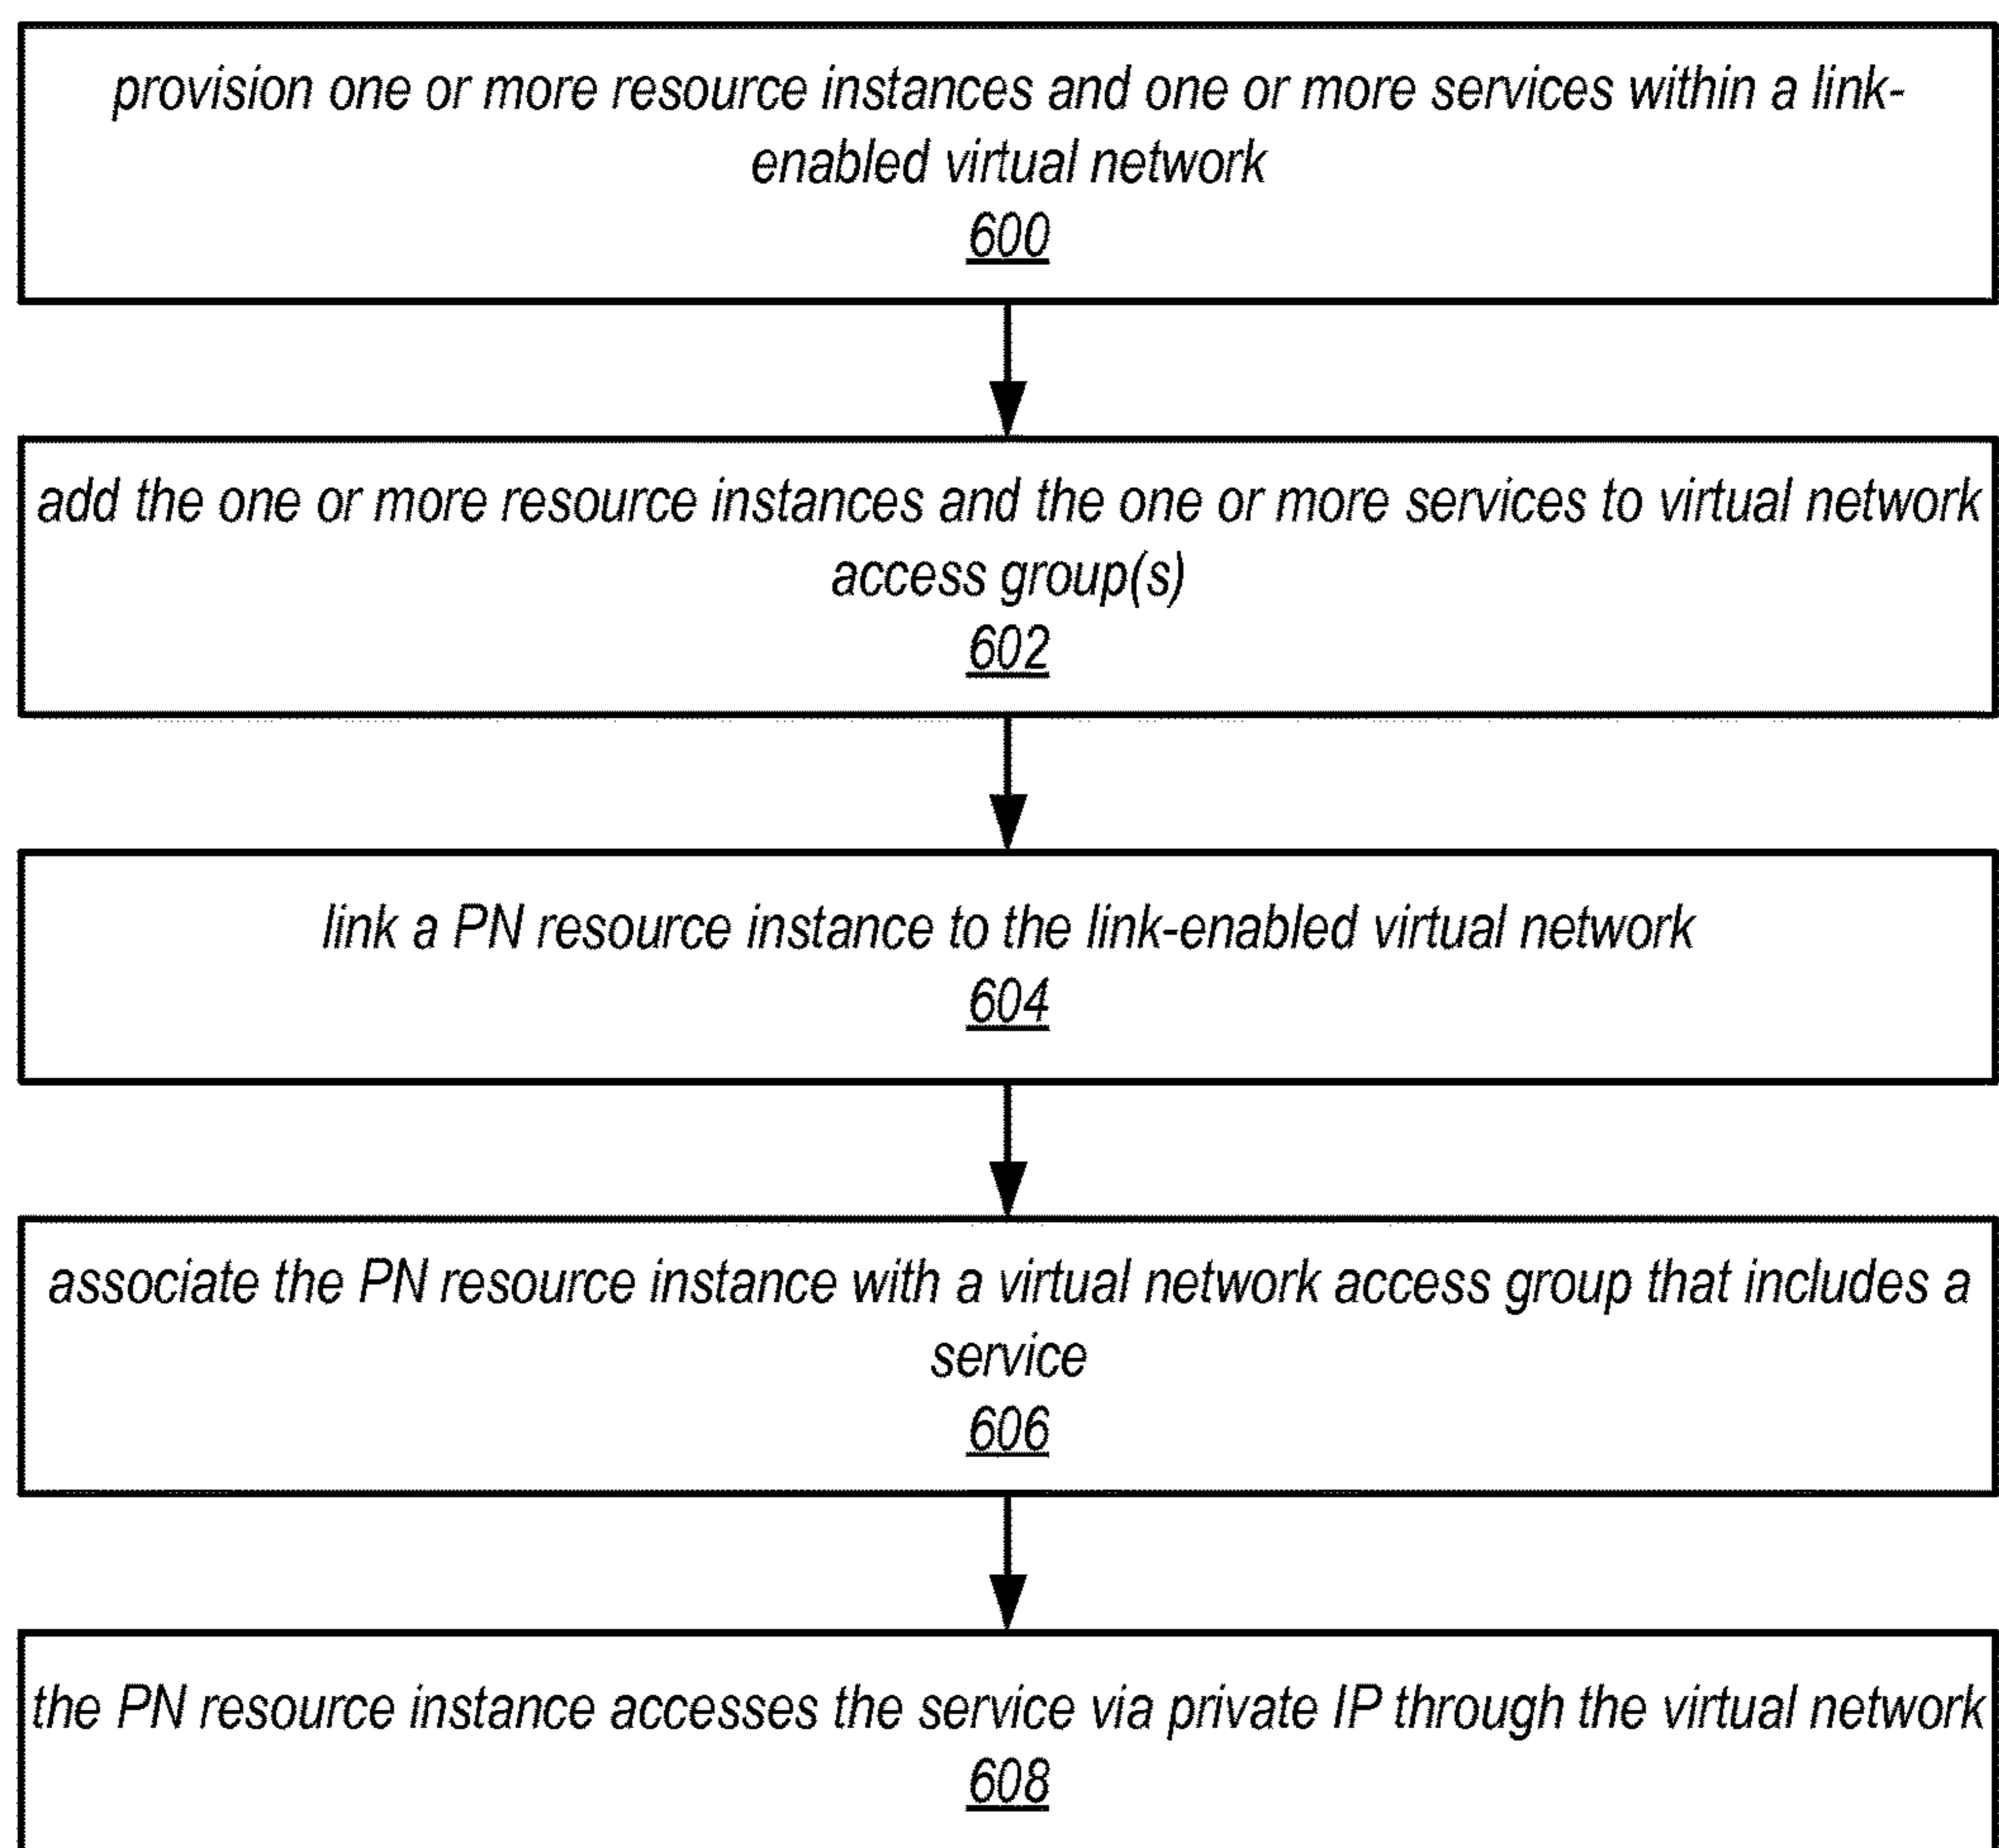 provision one or more resource instances and one or more services within a link-
enabled virtual network
600
add the one or more resource instances and the one or more services to virtual network
access group(s)
602
link a PN resource instance to the link-enabled virtual network
604
associate the PN resource instance with a virtual network access group that includes a
service
606
the PN resource instance accesses the service via private IP through the virtual network
608